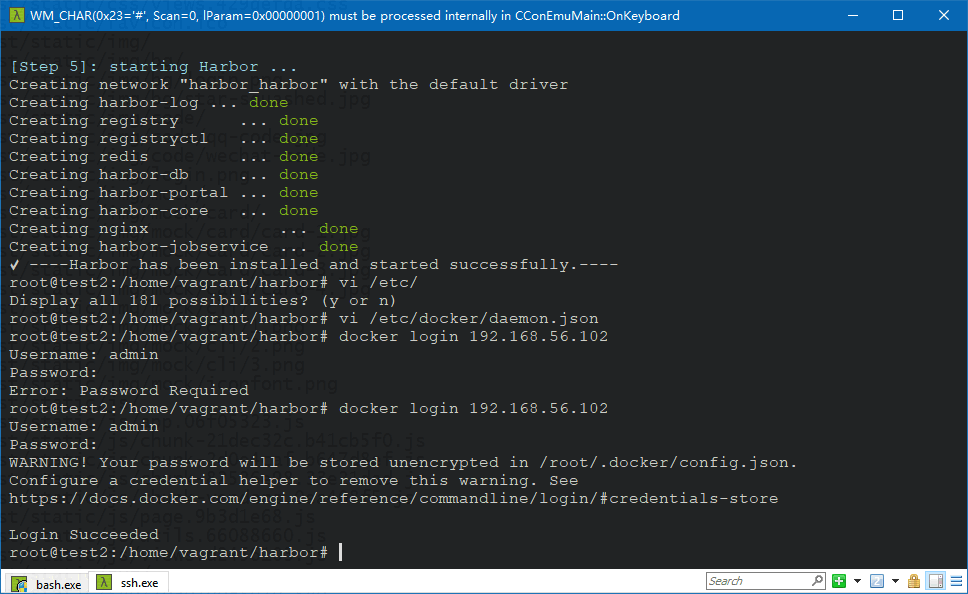 WM_CHAR(0x23='#', Scan=0, lParam=0x00000001) must be processed internally in CConEmuMain::OnKeyboard
[Step 5]: starting Harbor ...
Creating network "harbor_harbor" with the default driver
Creating harbor-log ... done
Creating registry      ... done
Creating registryctl   ... done
Creating redis         ... done
Creating harbor-db     ... done
Creating harbor-portal ... done
Creating harbor-core   ... done
Creating nginx             ... done
Creating harbor-jobservice ... done
✔ ----Harbor has been installed and started successfully.----
root@test2:/home/vagrant/harbor# vi /etc/
Display all 181 possibilities? (y or n)
root@test2:/home/vagrant/harbor# vi /etc/docker/daemon.json
root@test2:/home/vagrant/harbor# docker login 192.168.56.102
Username: admin
Password:
Error: Password Required
root@test2:/home/vagrant/harbor# docker login 192.168.56.102
Username: admin
Password:
WARNING! Your password will be stored unencrypted in /root/.docker/config.json.
Configure a credential helper to remove this warning. See
https://docs.docker.com/engine/reference/commandline/login/#credentials-store
Login Succeeded
root@test2:/home/vagrant/harbor#
bash.exe
ssh.exe
Search